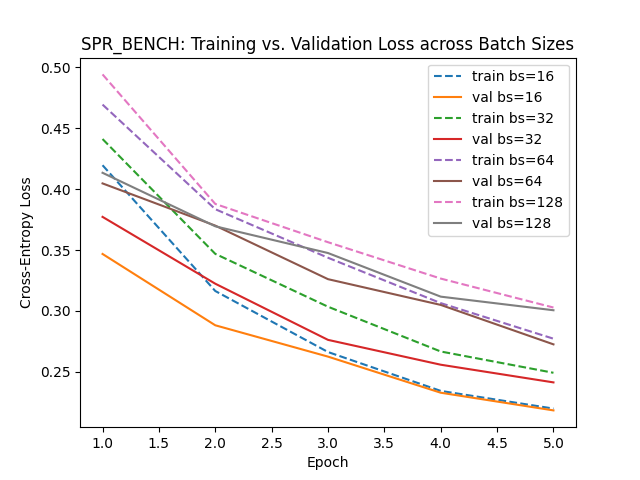 SPR_BENCH: Training vs. Validation Loss across Batch Sizes
Cross-Entropy Loss
0.50
0.45
0.40
0.35
0.30
0.25
train bs=16
val bs=16
train bs=32
val bs=32
train bs=64
val bs=64
train bs=128
val bs=128
1.0 1.5 2.0 2.5 3.0 3.5 4.0 4.5 5.0
Epoch